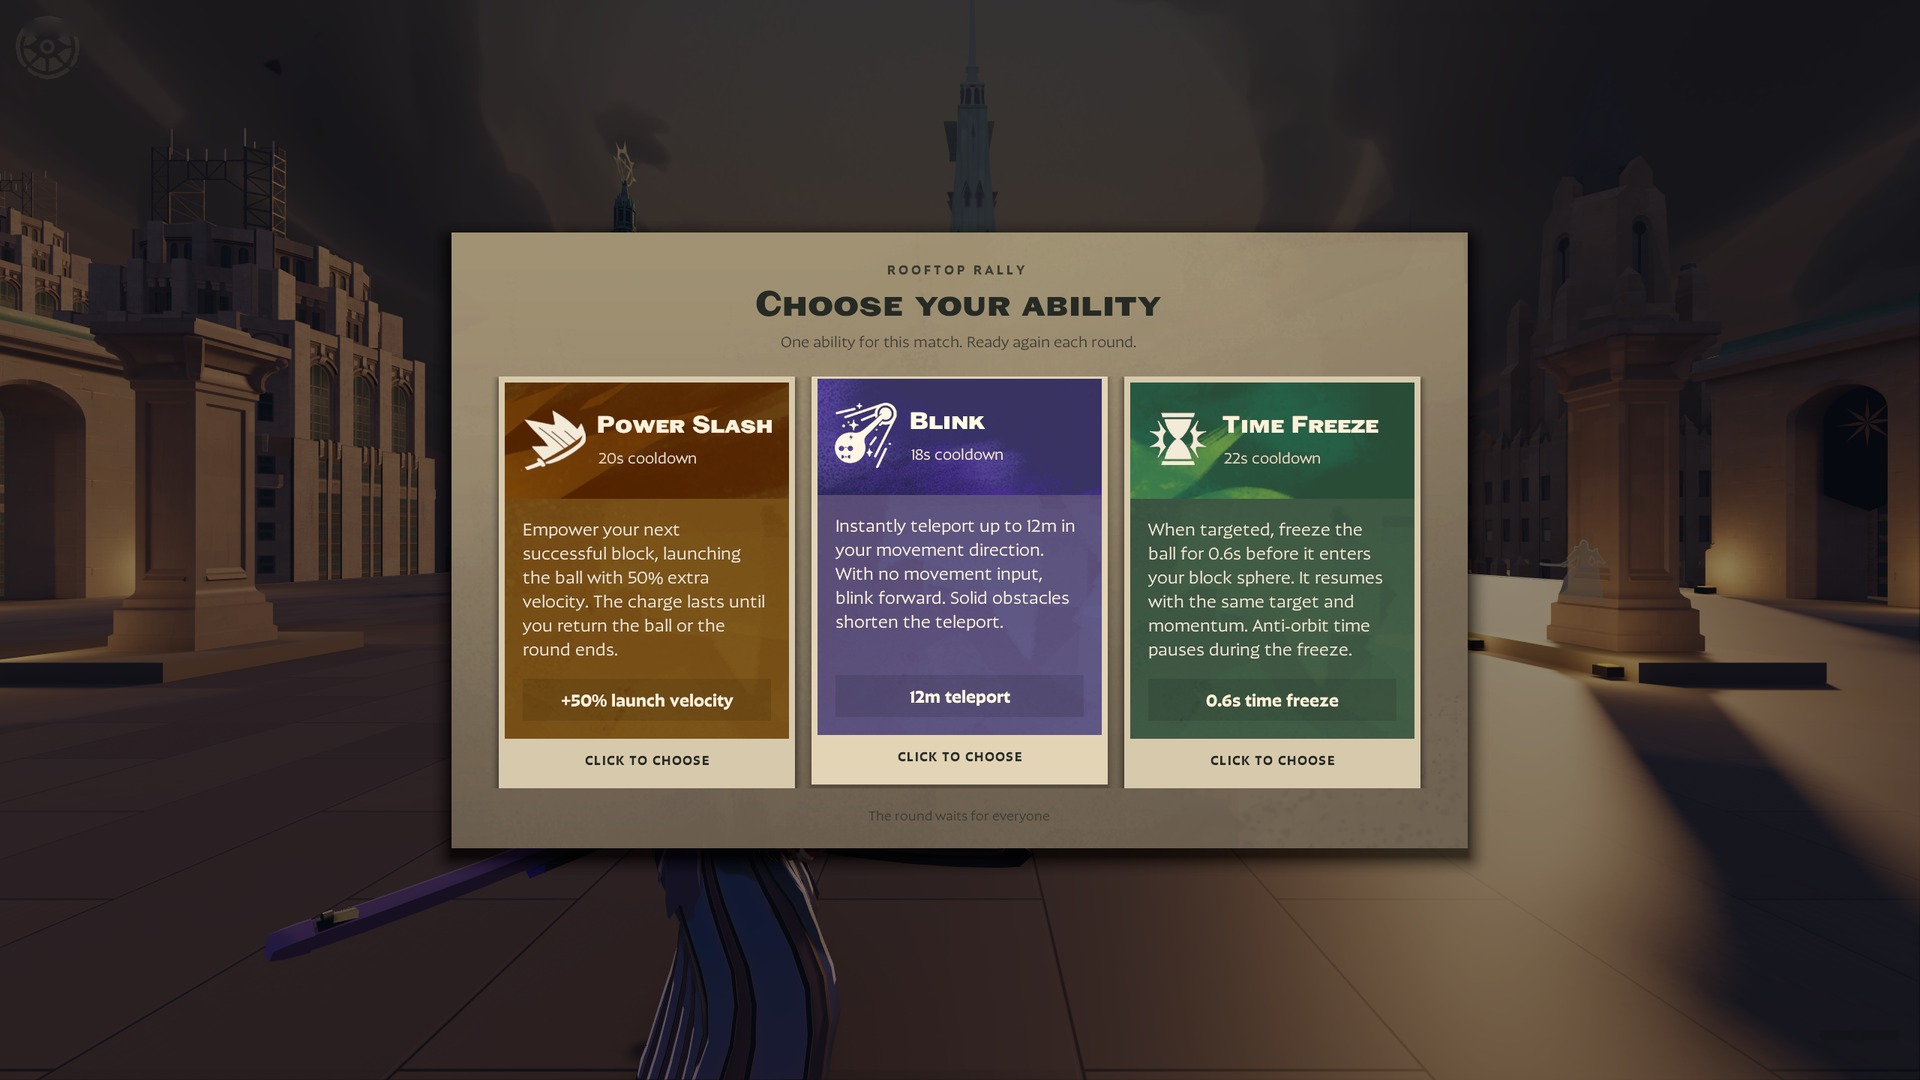 ROOFTOP RALLY
CHOOSE YOUR ABILITY
One ability for this match. Ready again each round.
POWER SLASH
20s cooldown
Empower your next
successful block, launching
the ball with 50% extra
velocity. The charge lasts until
you return the ball or the
round ends.
+50% launch velocity
CLICK TO CHOOSE
BLINK
18s cooldown
Instantly teleport up to 12m in
your movement direction.
With no movement input,
blink forward. Solid obstacles
shorten the teleport.
12m teleport
CLICK TO CHOOSE
TIME FREEZE
22s cooldown
When targeted, freeze the
ball for 0.6s before it enters
your block sphere. It resumes
with the same target and
momentum. Anti-orbit time
pauses during the freeze.
0.6s time freeze
CLICK TO CHOOSE
The round waits for everyone